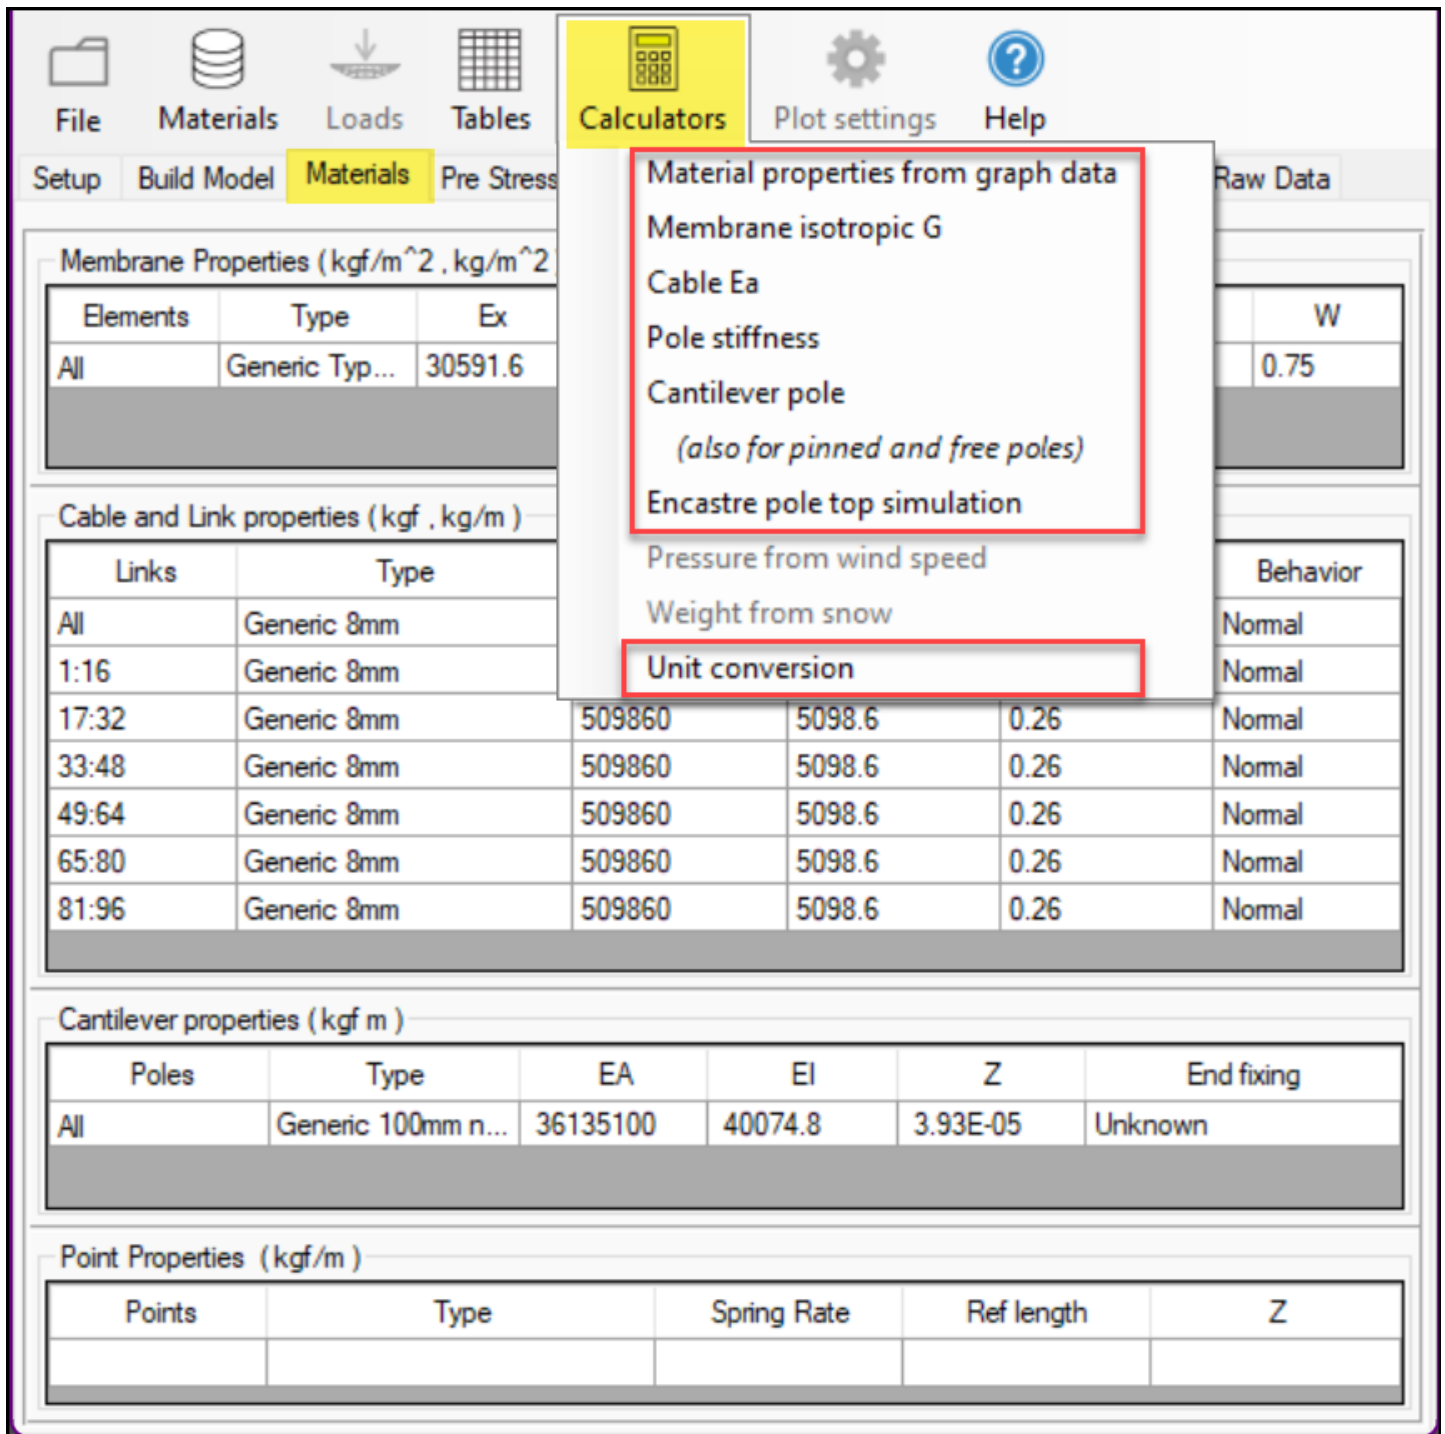 File Materials Loads Tables Calculators Plot settings Help
Setup Build Model Materials Pre Stress Raw Data
Material properties from graph data
Membrane isotropic G
Cable Ea
Pole stiffness
Cantilever pole
(also for pinned and free poles)
Encastre pole top simulation
Pressure from wind speed
Weight from snow
Unit conversion
Membrane Properties ( kgf/m^2 , kg/m^2
Elements Type Ex W
All Generic Typ... 30591.6 0.75
Cable and Link properties ( kgf , kg/m )
Links Type Behavior
All Generic 8mm Normal
1:16 Generic 8mm Normal
17:32 Generic 8mm 509860 5098.6 0.26 Normal
33:48 Generic 8mm 509860 5098.6 0.26 Normal
49:64 Generic 8mm 509860 5098.6 0.26 Normal
65:80 Generic 8mm 509860 5098.6 0.26 Normal
81:96 Generic 8mm 509860 5098.6 0.26 Normal
Cantilever properties ( kgf m )
Poles Type EA EI Z End fixing
All Generic 100mm n... 36135100 40074.8 3.93E-05 Unknown
Point Properties ( kgf/m )
Points Type Spring Rate Ref length Z